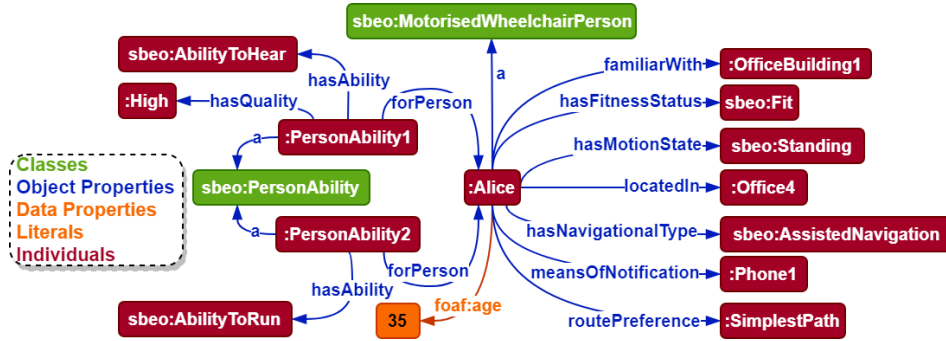 sbeo:MotorisedWheelchairPerson
sbeo:AbilityToHear
hasAbility
a
familiarWith
:OfficeBuilding1
:High
hasQuality
forPerson
hasFitnessStatus
sbeo:Fit
a
:PersonAbility1
hasMotionState
sbeo:Standing
Classes
Object Properties
Data Properties
Literals
Individuals
sbeo:PersonAbility
:Alice
locatedIn
:Office4
a
:PersonAbility2
hasNavigationalType
sbeo:AssistedNavigation
forPerson
meansOfNotification
:Phone1
hasAbility
foaf:age
sbeo:AbilityToRun
35
routePreference
:SimplestPath